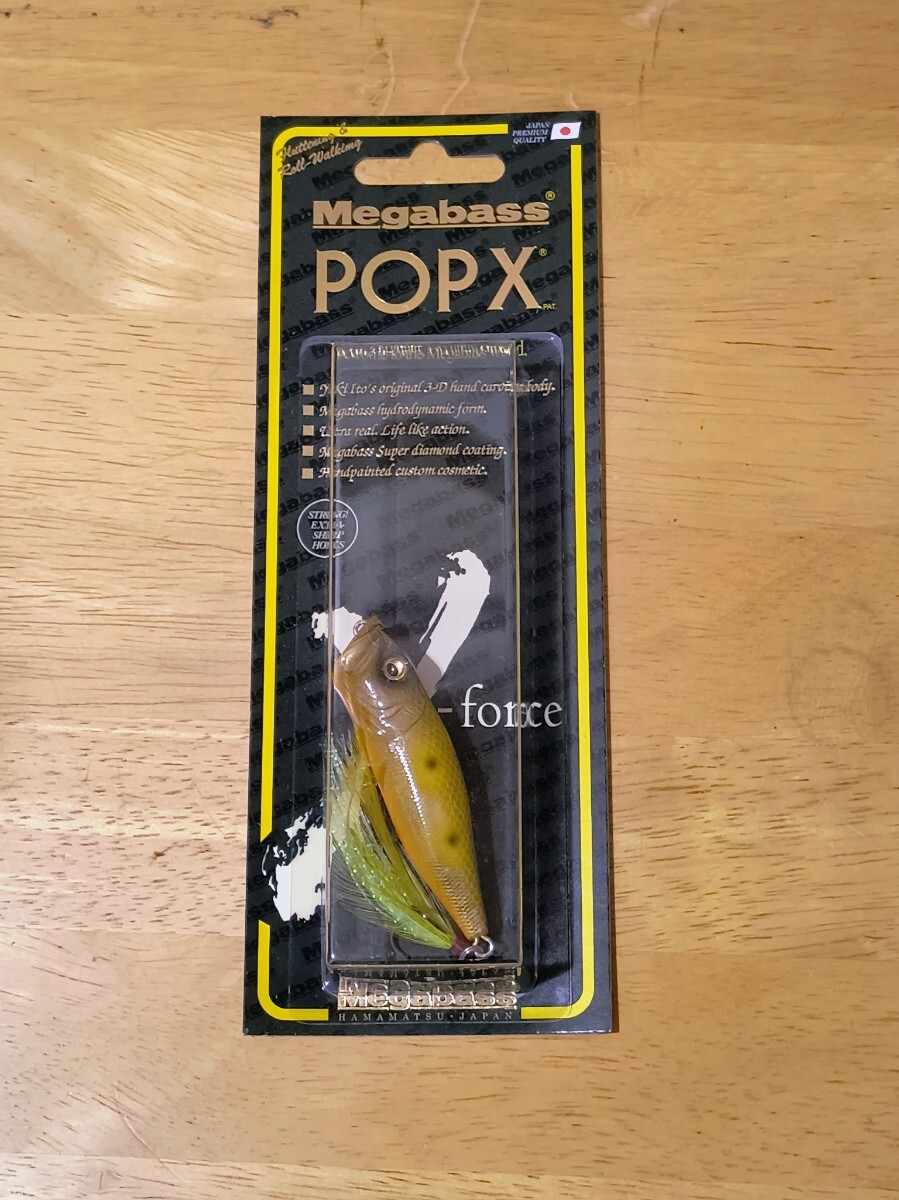 Fluttening &
Roll-Walking
JAPAN
PREMIUM
QUALITY
Megabass®
POPX®
PAT.
Yuki Ito's original 3-D hand carving body.
Megabass hydrodynamic form.
Ultra real. Life like action.
Megabass Super diamond coating.
Handpainted custom cosmetic.
STRONG!
EXTRA-
SHARP
HOOKS
-force
Megabass
HAMAMATSU·JAPAN